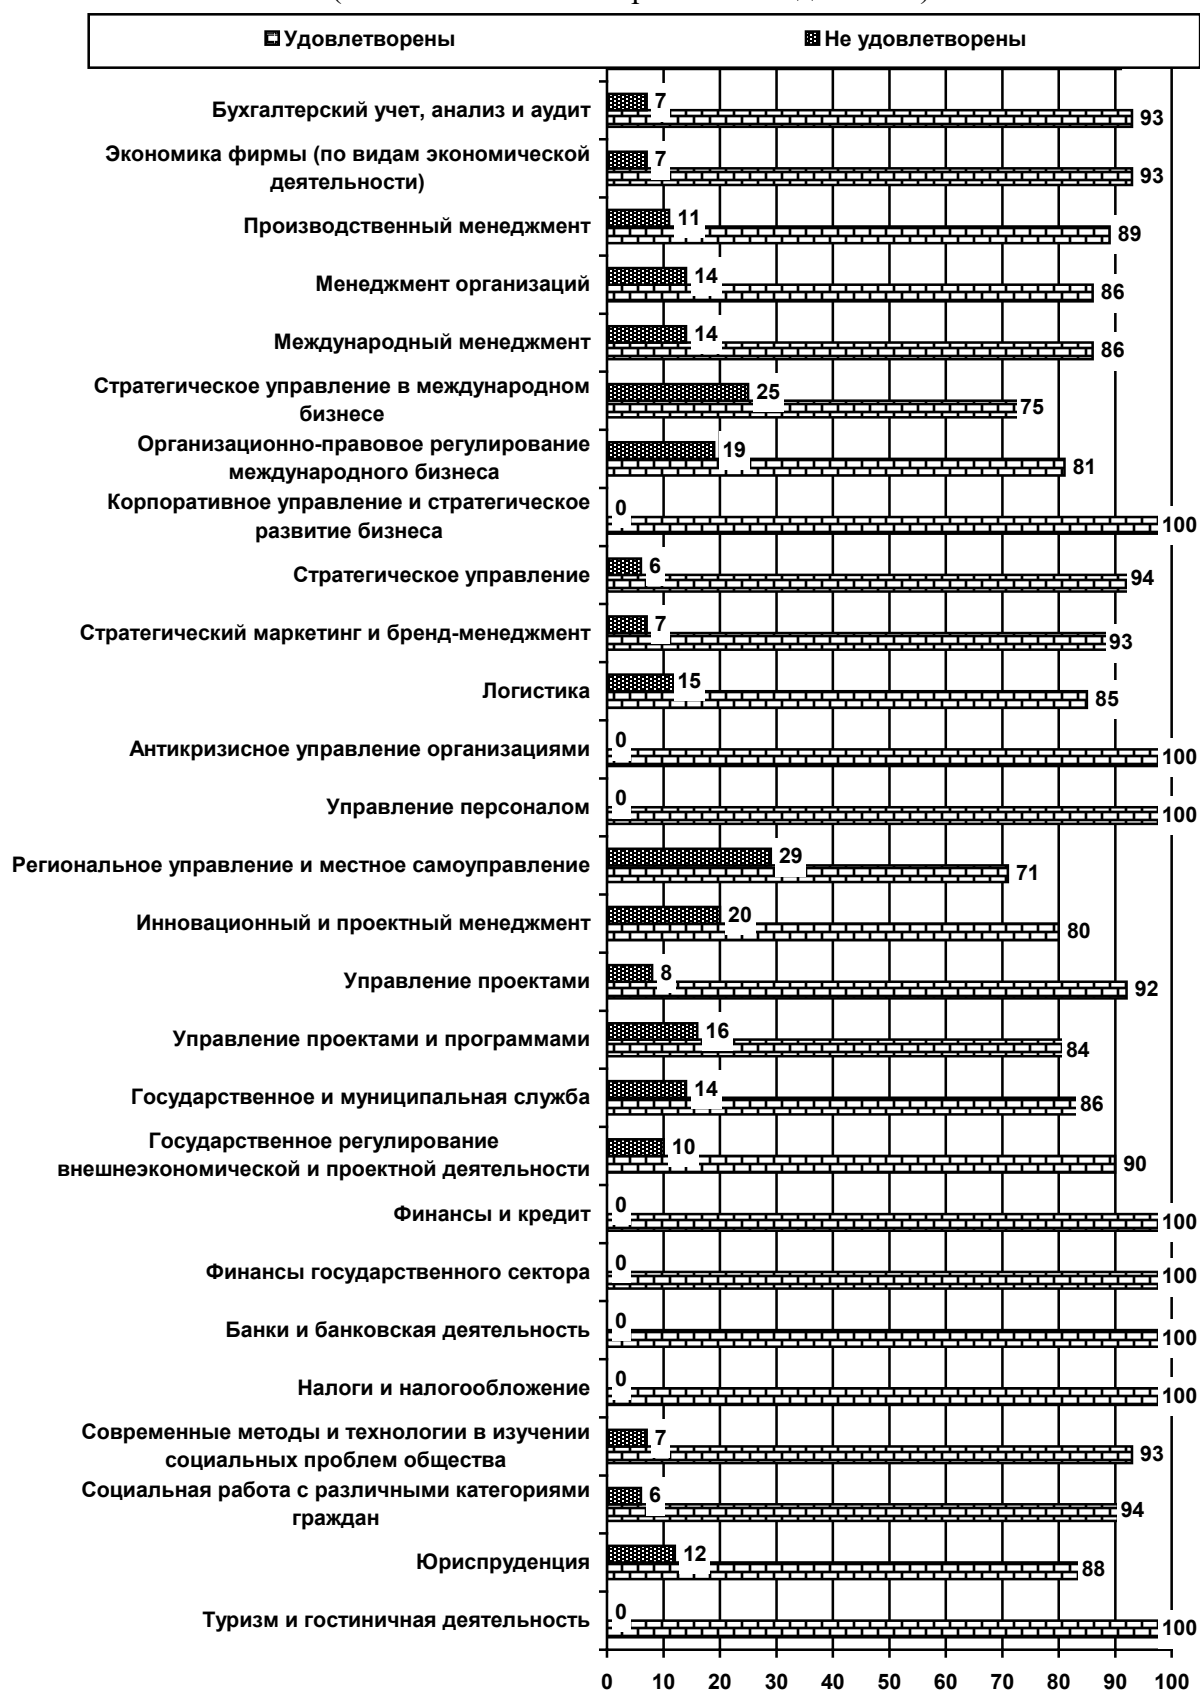 Удовлетворены Не удовлетворены
Бухгалтерский учет, анализ и аудит 7 93
Экономика фирмы (по видам экономической
деятельности) 7 93
Производственный менеджмент 11 89
Менеджмент организаций 14 86
Международный менеджмент 14 86
Стратегическое управление в международном
бизнесе 25 75
Организационно-правовое регулирование
международного бизнеса 19 81
Корпоративное управление и стратегическое
развитие бизнеса 0 100
Стратегическое управление 6 94
Стратегический маркетинг и бренд-менеджмент 7 93
Логистика 15 85
Антикризисное управление организациями 0 100
Управление персоналом 0 100
Региональное управление и местное самоуправление 29 71
Инновационный и проектный менеджмент 20 80
Управление проектами 8 92
Управление проектами и программами 16 84
Государственное и муниципальная служба 14 86
Государственное регулирование
внешнеэкономической и проектной деятельности 10 90
Финансы и кредит 0 100
Финансы государственного сектора 0 100
Банки и банковская деятельность 0 100
Налоги и налогообложение 0 100
Современные методы и технологии в изучении
социальных проблем общества 7 93
Социальная работа с различными категориями
граждан 6 94
Юриспруденция 12 88
Туризм и гостиничная деятельность 0 100
0 10 20 30 40 50 60 70 80 90 100